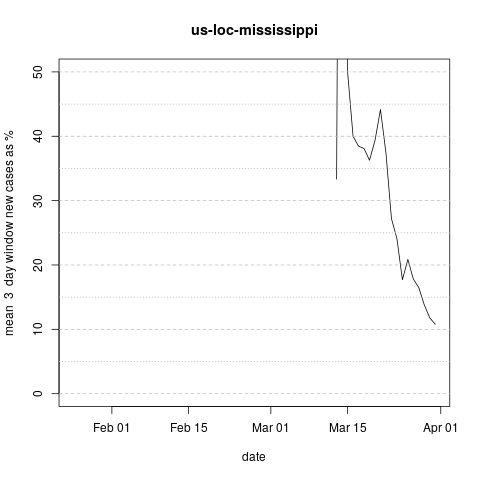 us-loc-mississippi
mean 3 day window new cases as %
50
40
30
20
10
0
Feb 01 Feb 15 Mar 01 Mar 15 Apr 01
date